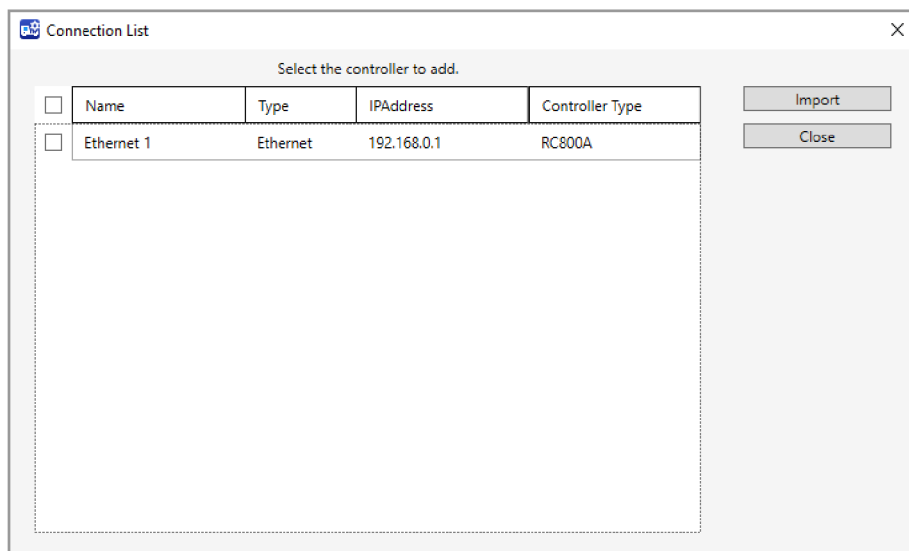 Connection List
Select the controller to add.
Name Type IPAddress Controller Type
Import
Ethernet 1 Ethernet 192.168.0.1 RC800A
Close